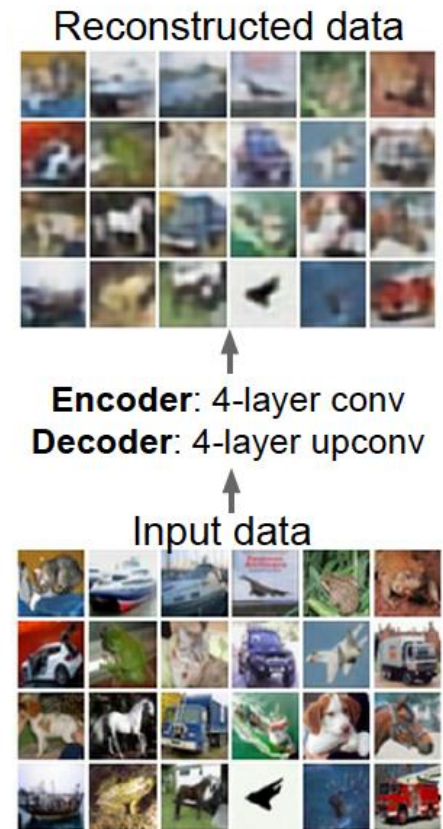 Reconstructed data
Encoder: 4-layer conv
Decoder: 4-layer upconv
Input data